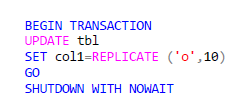 BEGIN TRANSACTION
UPDATE tbl
SET col1=REPLICATE ('o',10)
GO
SHUTDOWN WITH NOWAIT